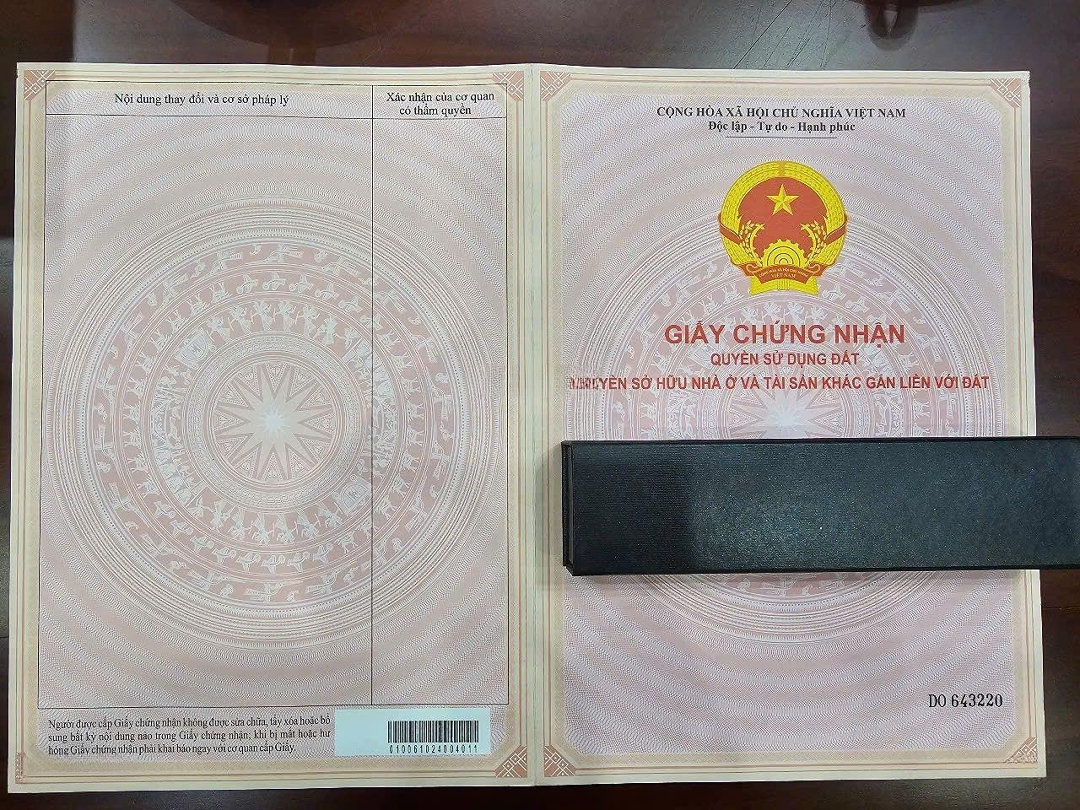 Nội dung thay đổi và cơ sở pháp lý
Xác nhận của cơ quan
có thẩm quyền
Người được cấp Giấy chứng nhận không được sửa chữa, tẩy xóa hoặc bổ
sung bất kỳ nội dung nào trong Giấy chứng nhận; khi bị mất hoặc hư
hỏng Giấy chứng nhận phải khai báo ngay với cơ quan cấp Giấy.
010061024004011
CỘNG HÒA XÃ HỘI CHỦ NGHĨA VIỆT NAM
Độc lập - Tự do - Hạnh phúc
VIỆT NAM
GIẤY CHỨNG NHẬN
QUYỀN SỬ DỤNG ĐẤT
SỞ HỮU NHÀ Ở VÀ TÀI SẢN KHÁC GẮN LIỀN VỚI ĐẤT
DO 643220